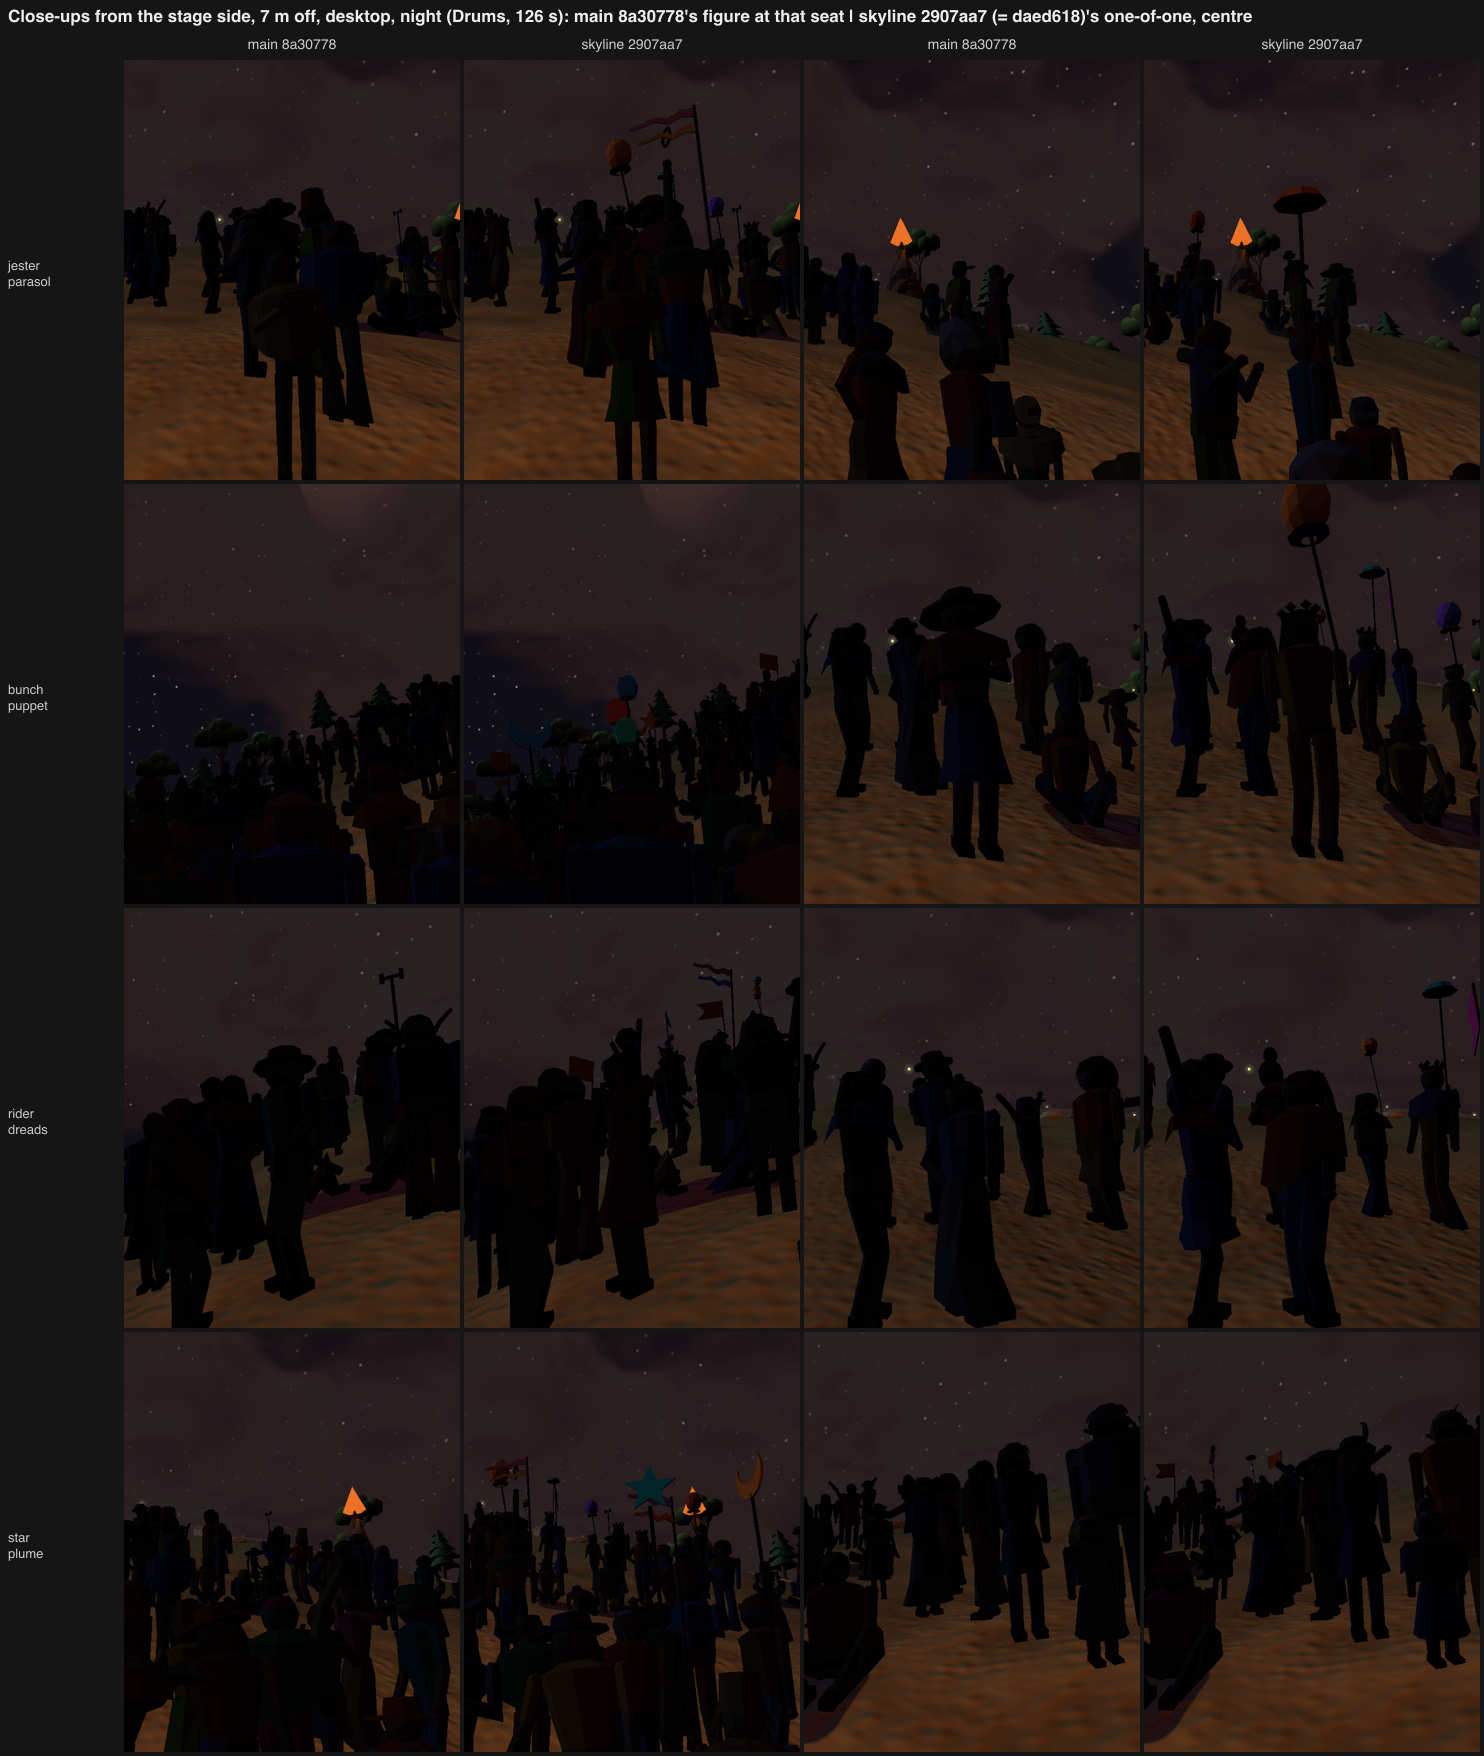 Close-ups from the stage side, 7 m off, desktop, night (Drums, 126 s): main 8a30778's figure at that seat | skyline 2907aa7 (= daed618)'s one-of-one, centre
main 8a30778 skyline 2907aa7 main 8a30778 skyline 2907aa7
jester
parasol
bunch
puppet
rider
dreads
star
plume